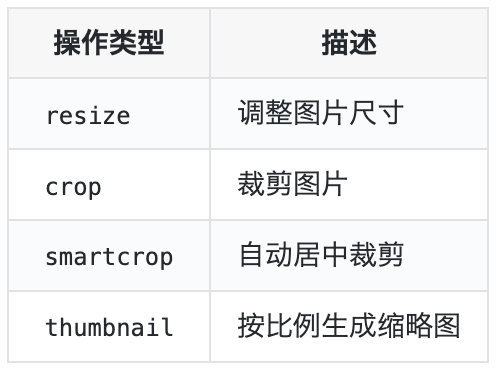 操作类型 描述
resize 调整图片尺寸
crop 裁剪图片
smartcrop 自动居中裁剪
thumbnail 按比例生成缩略图